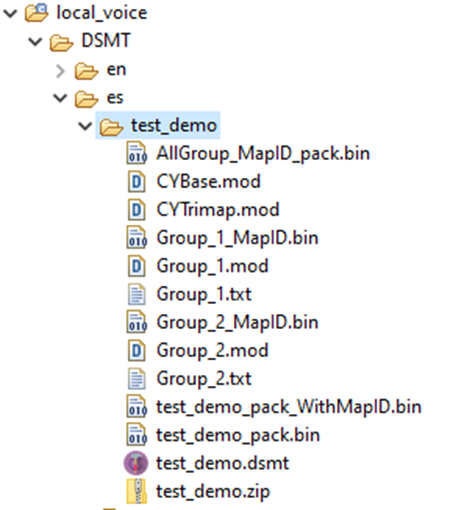 local_voice
DSMT
en
es
test_demo
AllGroup_MapID_pack.bin
CYBase.mod
CYTrimap.mod
Group_1_MapID.bin
Group_1.mod
Group_1.txt
Group_2_MapID.bin
Group_2.mod
Group_2.txt
test_demo_pack_WithMapID.bin
test_demo_pack.bin
test_demo.dsmt
test_demo.zip